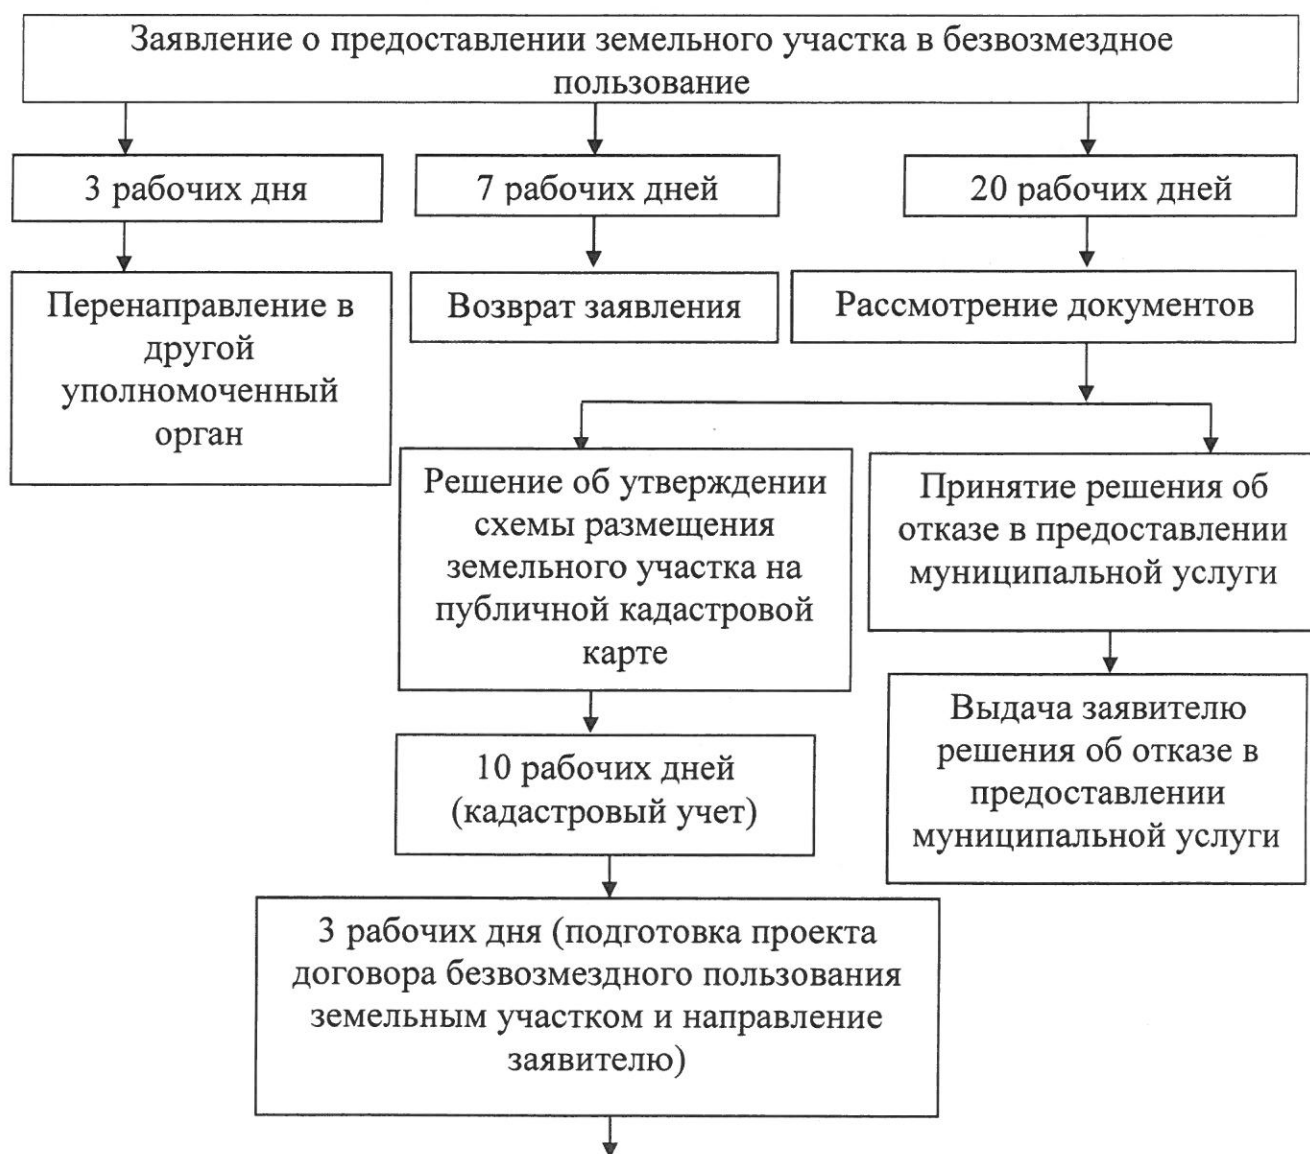 Заявление о предоставлении земельного участка в безвозмездное
пользование
3 рабочих дня
7 рабочих дней
20 рабочих дней
Перенаправление в
другой
уполномоченный
орган
Возврат заявления
Рассмотрение документов
Решение об утверждении
схемы размещения
земельного участка на
публичной кадастровой
карте
Принятие решения об
отказе в предоставлении
муниципальной услуги
10 рабочих дней
(кадастровый учет)
Выдача заявителю
решения об отказе в
предоставлении
муниципальной услуги
3 рабочих дня (подготовка проекта
договора безвозмездного пользования
земельным участком и направление
заявителю)